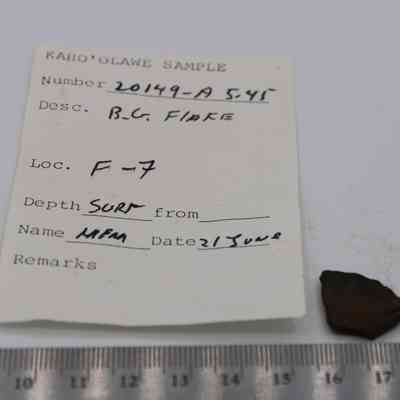 KAHO'OLAWE SAMPLE
Number 20149-A 5.45
Desc. B.G. FLAKE
Loc. F-7
Depth SURF from
Name MFM Date 21 June
Remarks
10 11 12 13 14 15 16 17